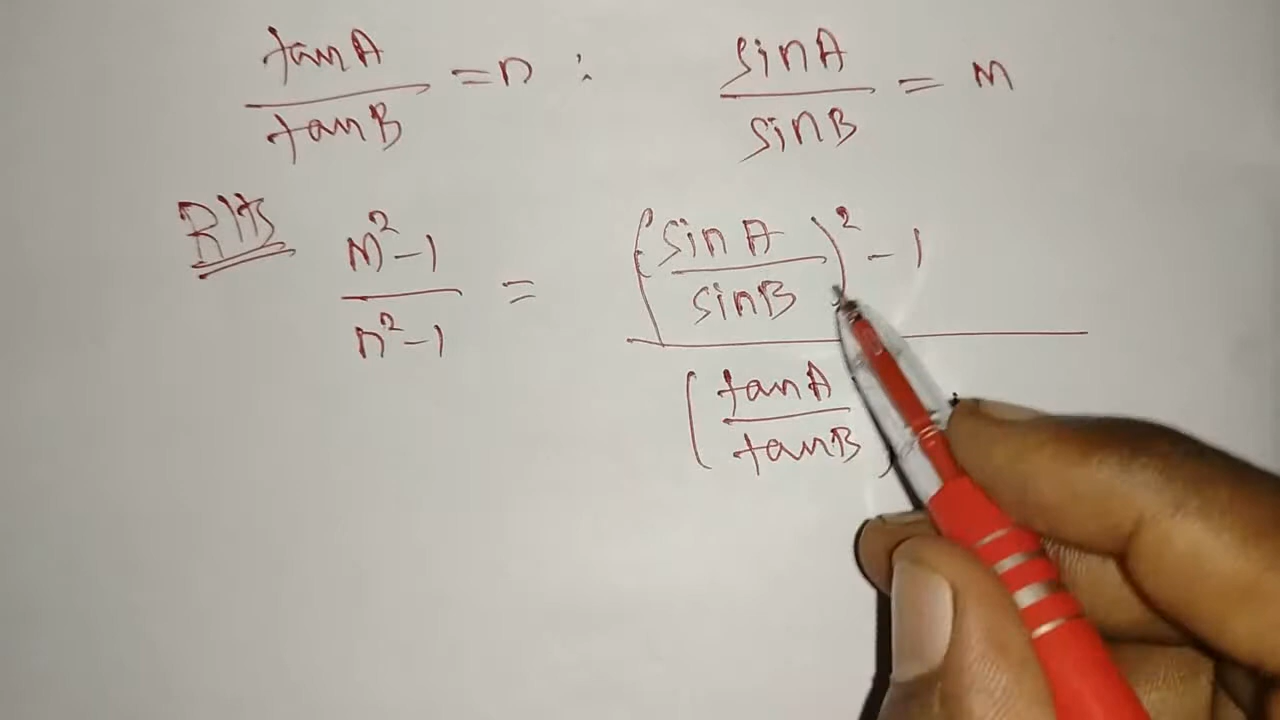 tanA/tanB = n : sinA/sinB = m
RHS (m²-1)/(n²-1) = ((sinA/sinB)² - 1)/(tanA/tanB)